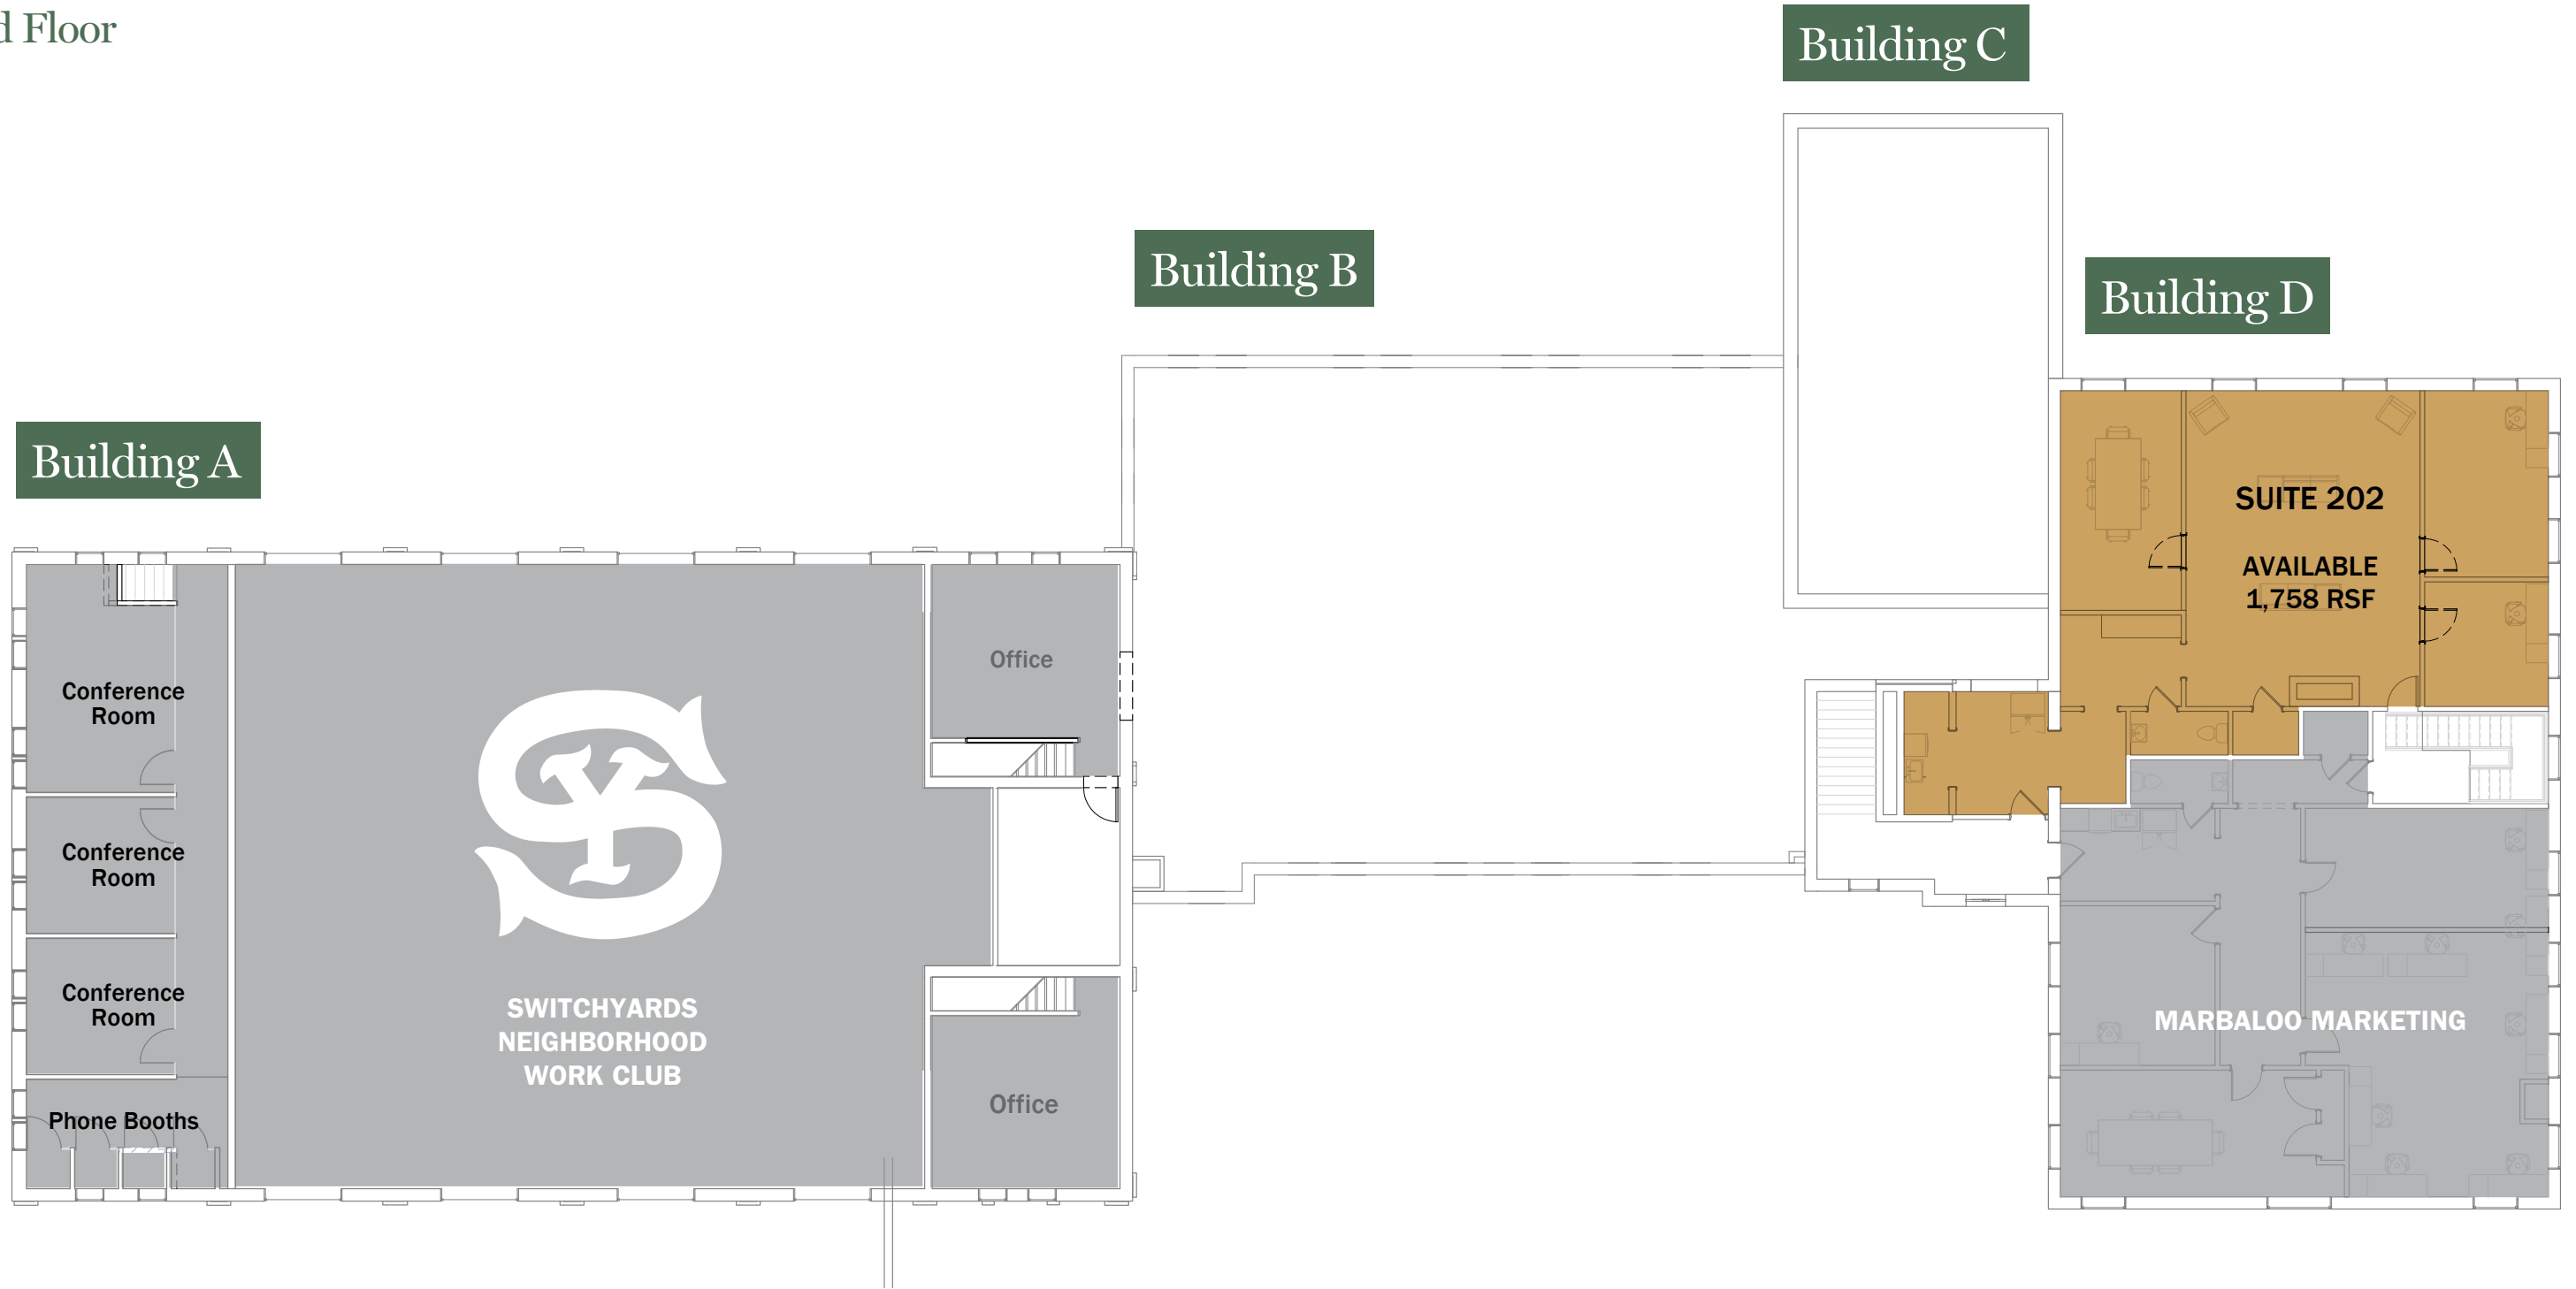 Floor
Building C
Building B
Building D
Building A
SUITE 202
AVAILABLE
1,758 RSF
Office
Conference
Room
Conference
Room
Conference
Room
Phone Booths
SY
SWITCHYARDS
NEIGHBORHOOD
WORK CLUB
Office
MARBALOO MARKETING